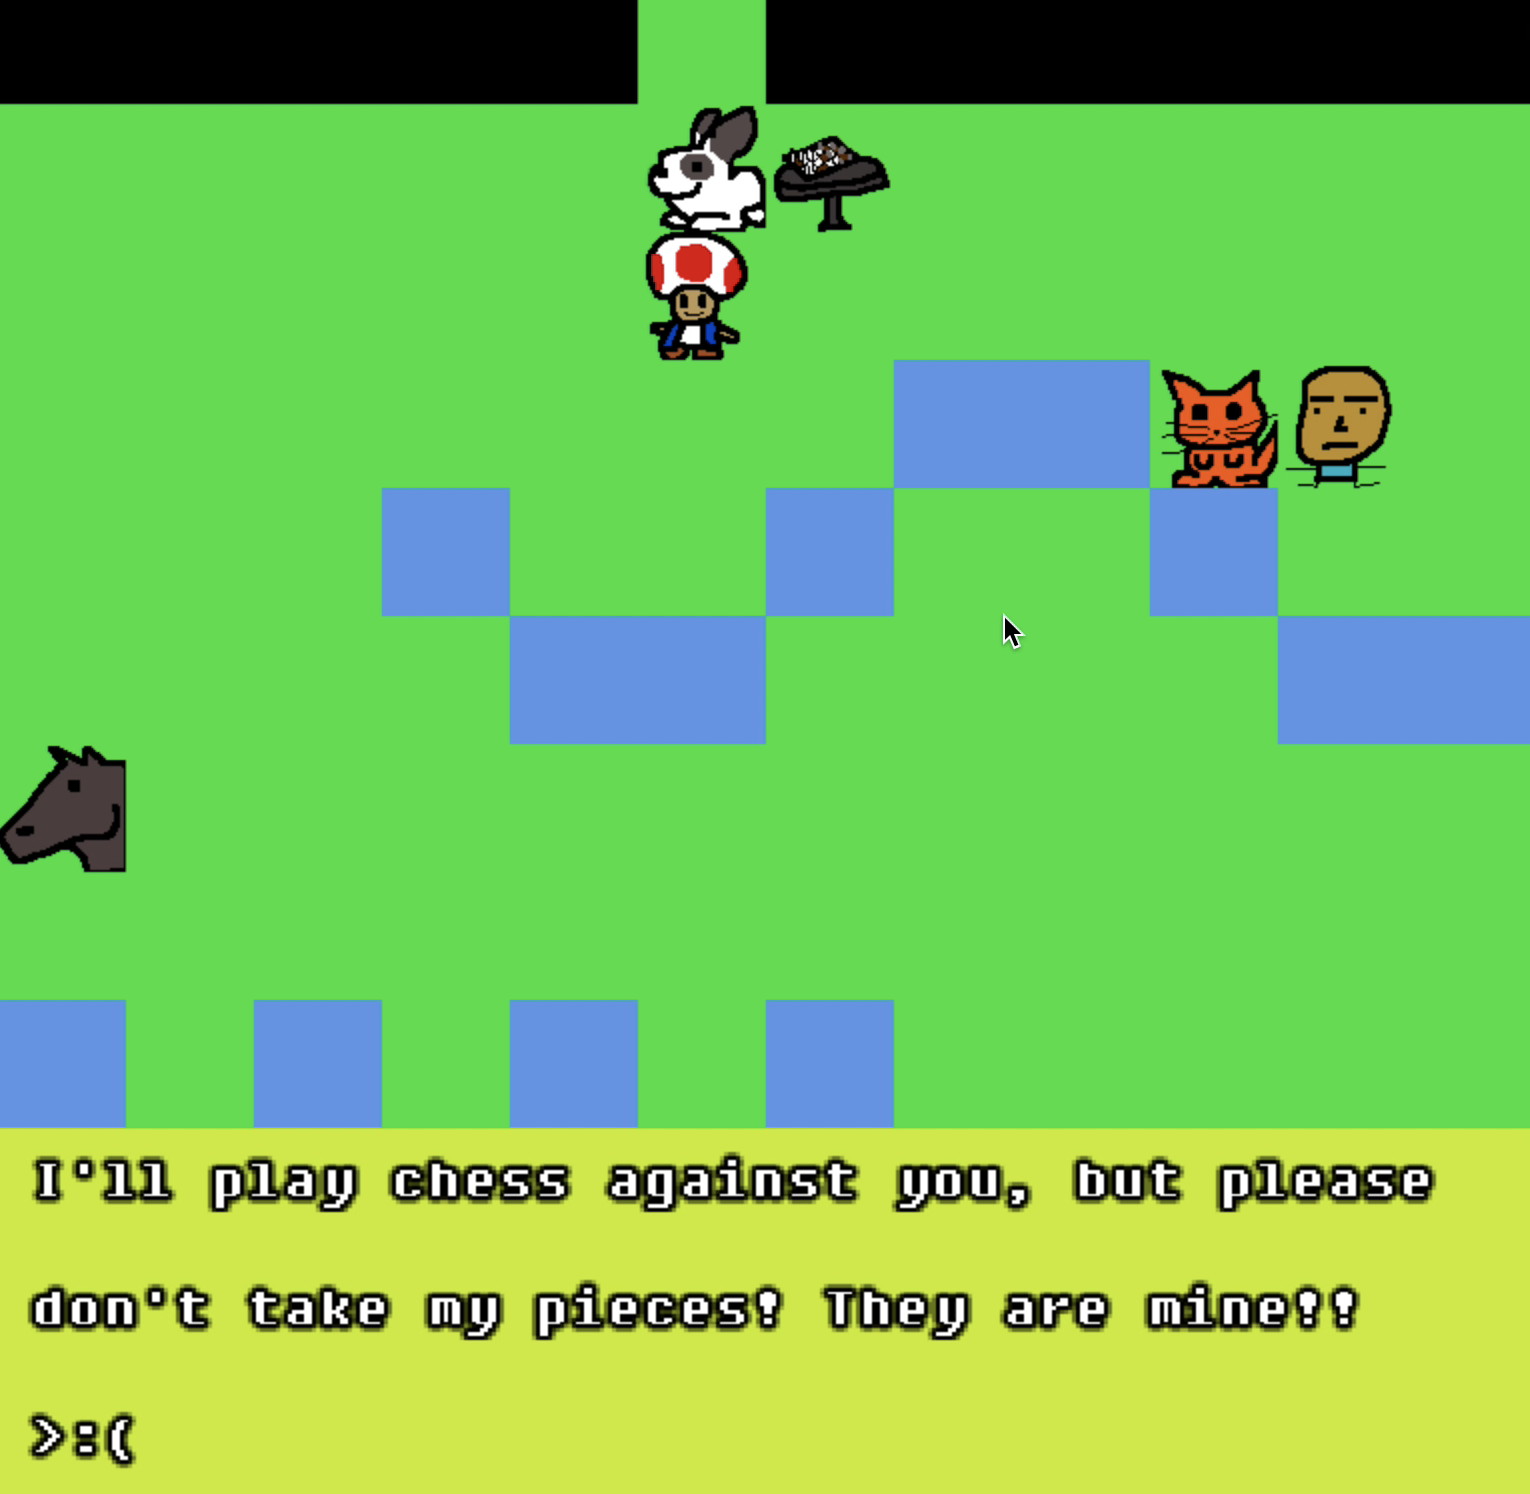 I'll play chess against you, but please
don't take my pieces! They are mine!!
>:(